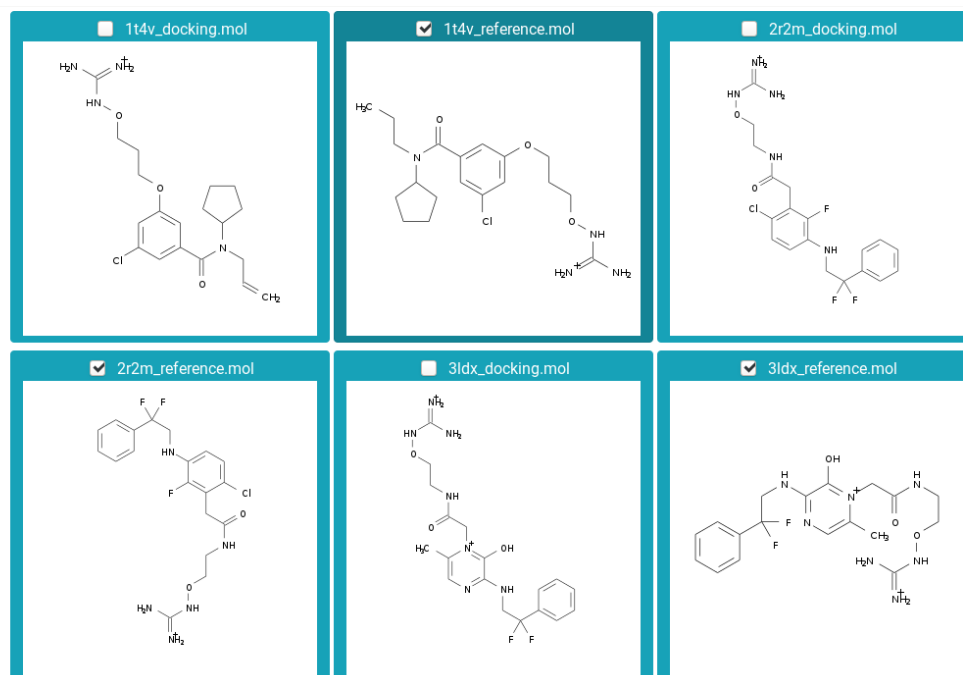 1t4v_docking.mol
H₂N
NH₂
+
HN
O
O
Cl
N
O
CH₂
1t4v_reference.mol
H₃C
O
N
O
Cl
O
NH
NH₂
+
NH₂
2r2m_docking.mol
NH₂
+
HN
NH₂
O
NH
O
Cl
F
NH
F
F
2r2m_reference.mol
F
F
NH
F
Cl
O
NH
O
NH
H₂N
NH₂
+
3ldx_docking.mol
NH₂
+
HN
NH₂
O
NH
O
N
+
OH
H₃C
N
NH
F
F
3ldx_reference.mol
OH
H
N
H
N
N
+
F
F
N
O
CH₃
O
H₂N
NH
NH₂
+